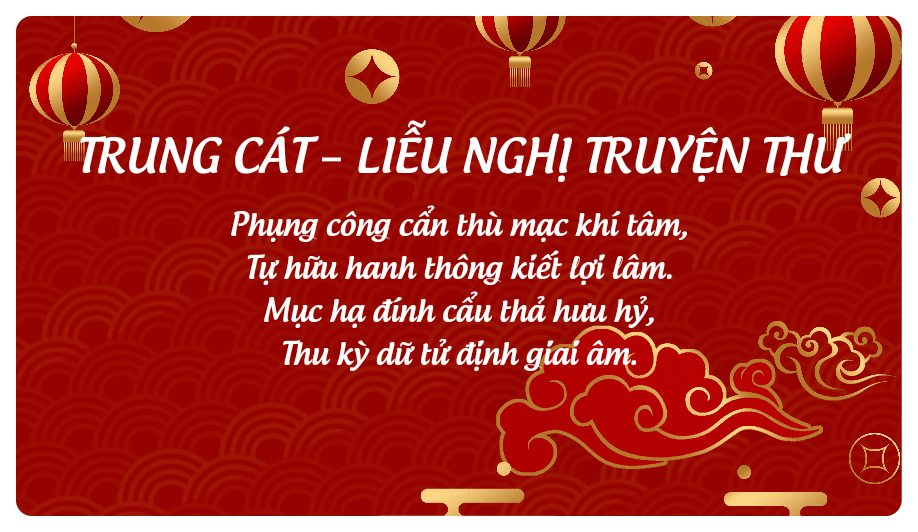 TRUNG CÁT – LIỄU NGHỊ TRUYỆN THƯ
Phụng công cẩn thù mạc khí tâm,
Tự hữu hanh thông kiết lợi lâm.
Mục hạ đính cẩu thả hưu hỷ,
Thu kỳ dữ tử định giai âm.